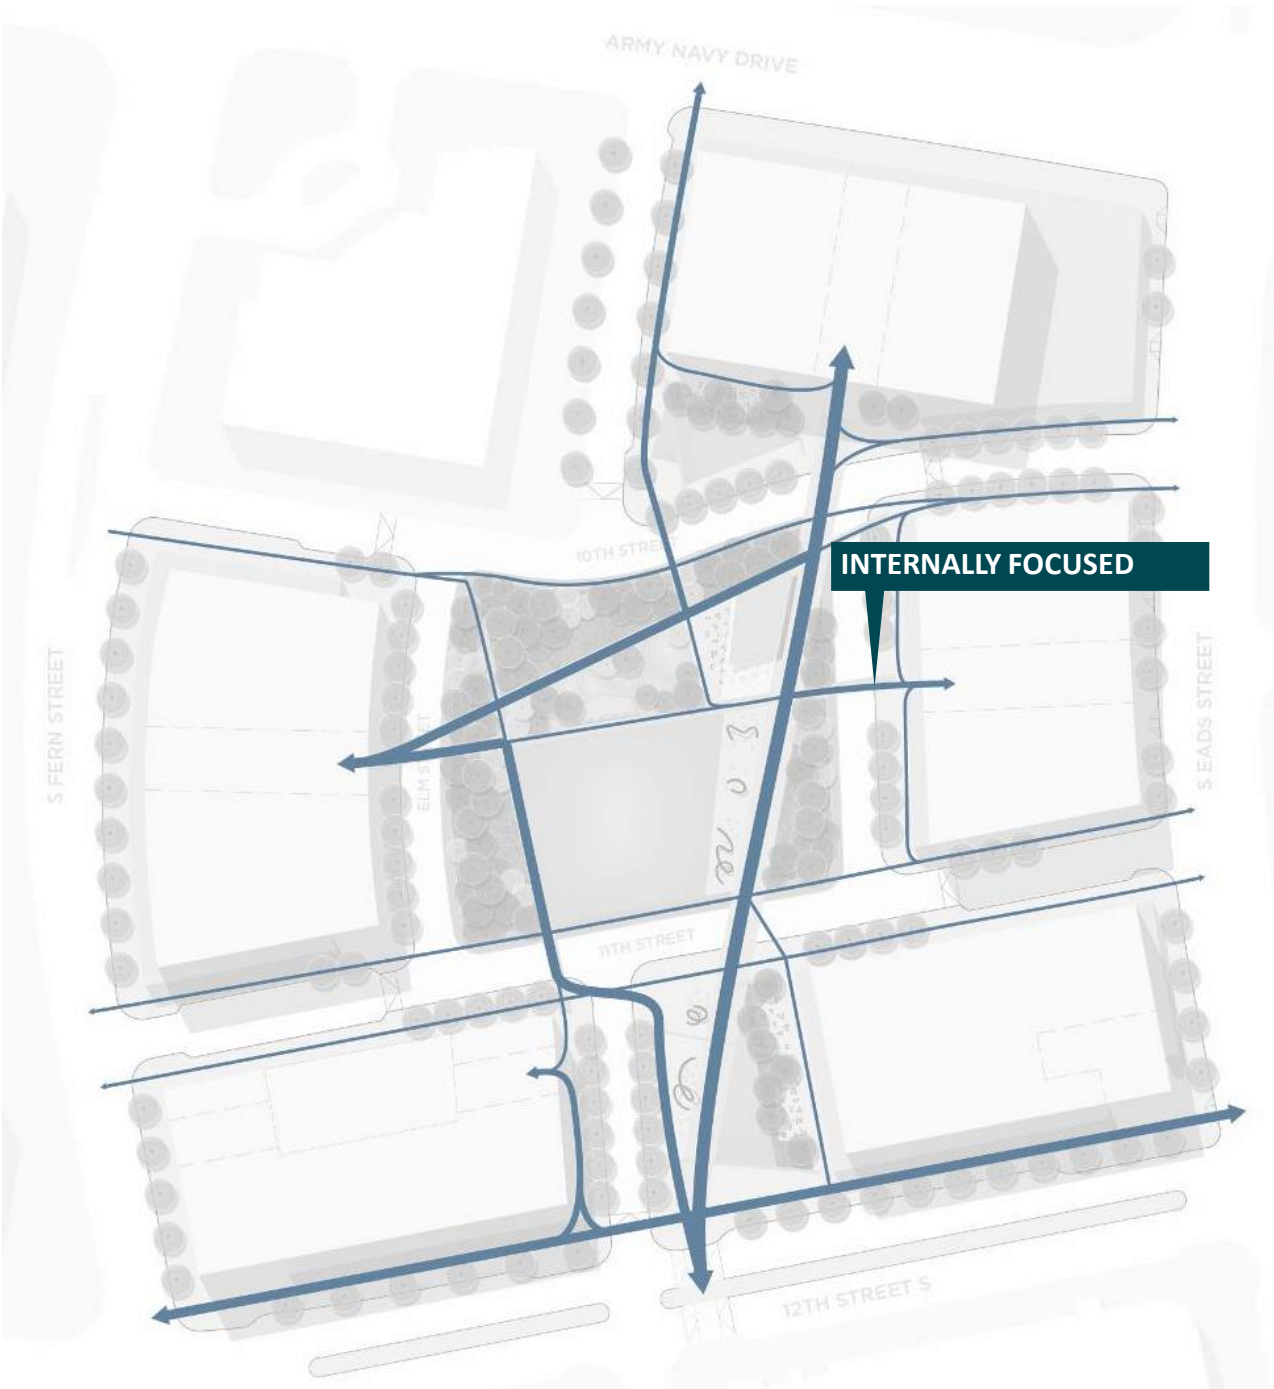 ARMY NAVY DRIVE
10TH STREET
INTERNALLY FOCUSED
S FERN STREET
ELM STREET
S EADS STREET
11TH STREET
12TH STREET S